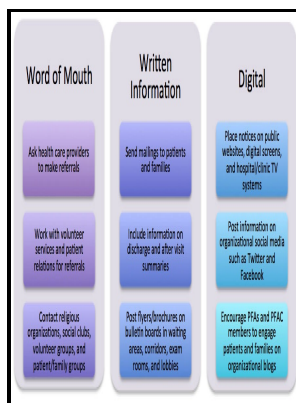 Word of Mouth
Ask health care providers
to make referrals
Work with volunteer
services and patient
relations for referrals
Contact religious
organizations, social clubs,
volunteer groups, and
patient/family groups
Written
Information
Send mailings to patients
and families
Include information on
discharge and after visit
summaries
Post flyers/brochures on
bulletin boards in waiting
areas, corridors, exam
rooms, and lobbies
Digital
Place notices on public
websites, digital screens,
and hospital/clinic TV
systems
Post information on
organizational social media
such as Twitter and
Facebook
Encourage PFAs and PFAC
members to engage
patients and families on
organizational blogs